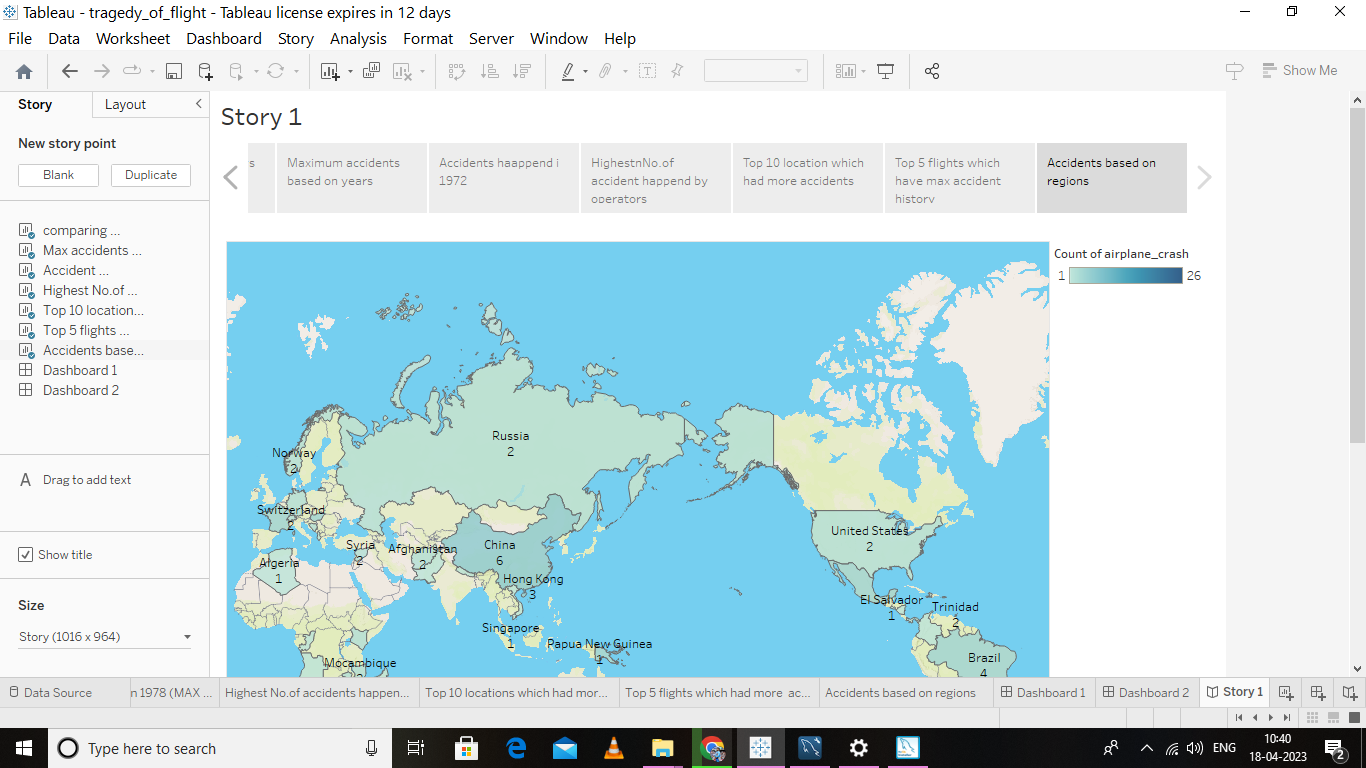 Tableau - tragedy_of_flight - Tableau license expires in 12 days
File Data Worksheet Dashboard Story Analysis Format Server Window Help
Show Me
Story Layout
New story point
Blank Duplicate
comparing ...
Max accidents ...
Accident ...
Highest No.of ...
Top 10 location...
Top 5 flights ...
Accidents base...
Dashboard 1
Dashboard 2
A Drag to add text
Show title
Size
Story (1016 x 964)
Story 1
s
Maximum accidents
based on years
Accidents haappend i
1972
HighestnNo.of
accident happend by
operators
Top 10 location which
had more accidents
Top 5 flights which
have max accident
history
Accidents based on
regions
Count of airplane_crash
1 26
Russia
2
Norway
2
Switzerland
2
Syria
2
Afghanistan
2
China
6
Algeria
1
Hong Kong
3
Singapore
1
Papua New Guinea
1
Mocambique
United States
2
El Salvador
1
Trinidad
2
Brazil
4
Data Source n 1978 (MAX ... Highest No.of accidents happen... Top 10 locations which had mor... Top 5 flights which had more ac... Accidents based on regions Dashboard 1 Dashboard 2 Story 1
Type here to search
ENG
10:40
18-04-2023
2